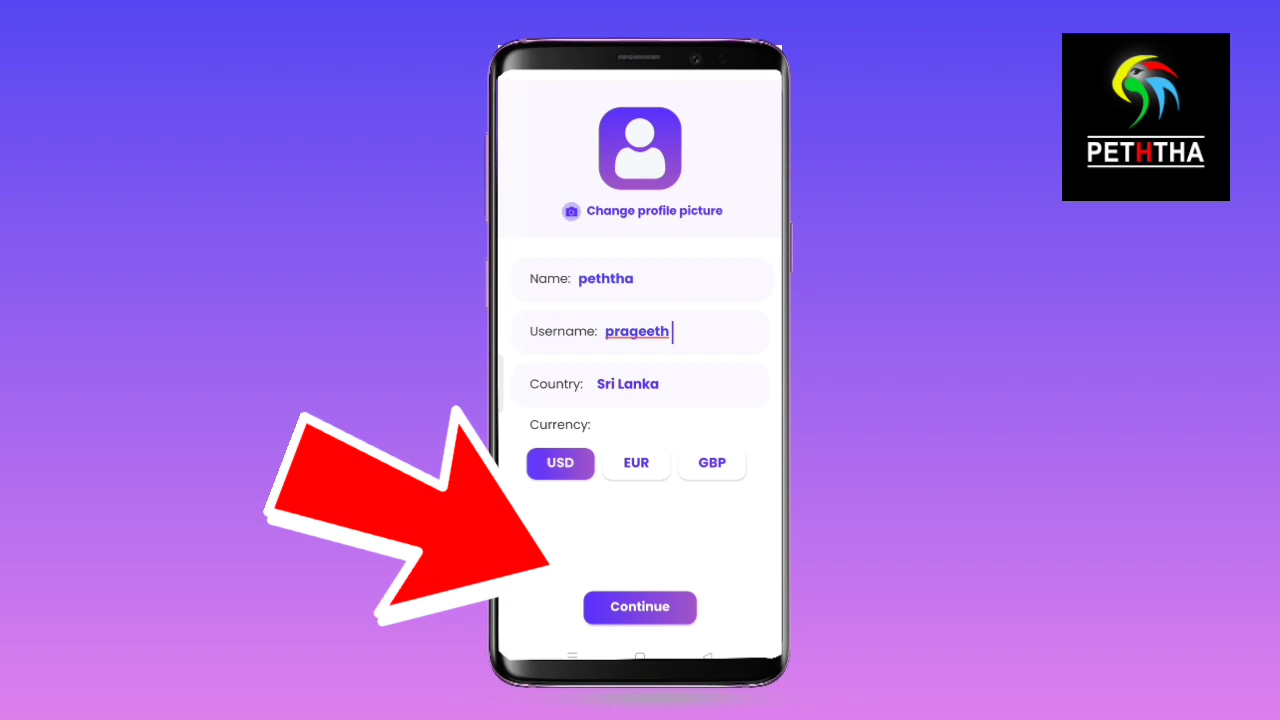 PETHTHA
Change profile picture
Name: peththa
Username: prageeth
Country: Sri Lanka
Currency:
USD EUR GBP
Continue